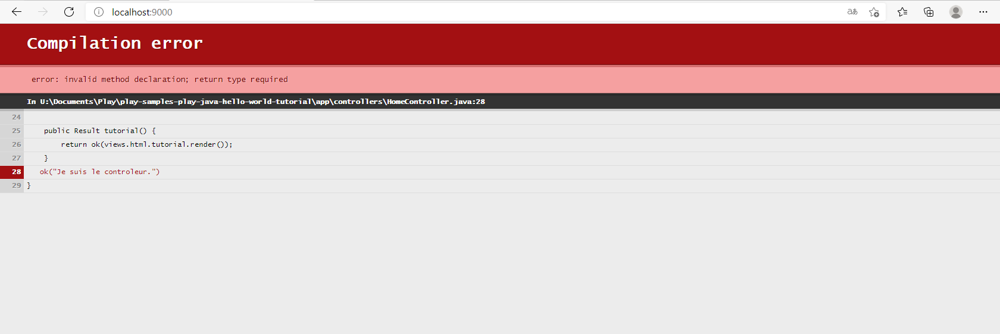 localhost:9000
aあ
Compilation error
error: invalid method declaration; return type required
In U:\Documents\Play\play-samples-play-java-hello-world-tutorial\app\controllers\HomeController.java:28
24
25 public Result tutorial() {
26 return ok(views.html.tutorial.render());
27 }
28 ok("Je suis le controleur.")
29 }